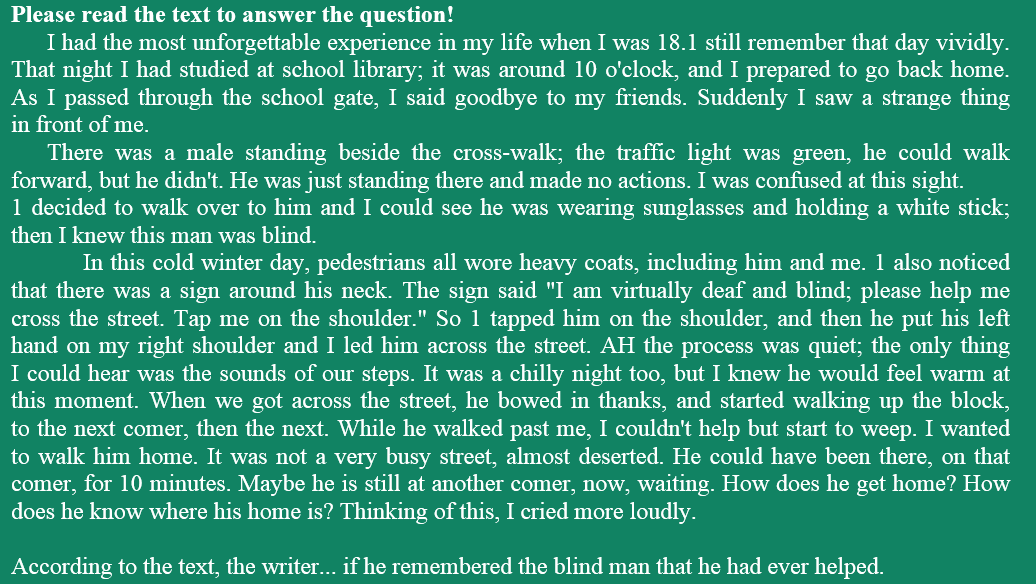 Please read the text to answer the question!
I had the most unforgettable experience in my life when I was 18.1 still remember that day vividly.
That night I had studied at school library; it was around 10 o'clock, and I prepared to go back home.
As I passed through the school gate, I said goodbye to my friends. Suddenly I saw a strange thing
in front of me.
There was a male standing beside the cross-walk; the traffic light was green, he could walk
forward, but he didn't. He was just standing there and made no actions. I was confused at this sight.
1 decided to walk over to him and I could see he was wearing sunglasses and holding a white stick;
then I knew this man was blind.
In this cold winter day, pedestrians all wore heavy coats, including him and me. 1 also noticed
that there was a sign around his neck. The sign said "I am virtually deaf and blind; please help me
cross the street. Tap me on the shoulder." So 1 tapped him on the shoulder, and then he put his left
hand on my right shoulder and I led him across the street. AH the process was quiet; the only thing
I could hear was the sounds of our steps. It was a chilly night too, but I knew he would feel warm at
this moment. When we got across the street, he bowed in thanks, and started walking up the block,
to the next comer, then the next. While he walked past me, I couldn't help but start to weep. I wanted
to walk him home. It was not a very busy street, almost deserted. He could have been there, on that
comer, for 10 minutes. Maybe he is still at another comer, now, waiting. How does he get home? How
does he know where his home is? Thinking of this, I cried more loudly.
According to the text, the writer... if he remembered the blind man that he had ever helped.